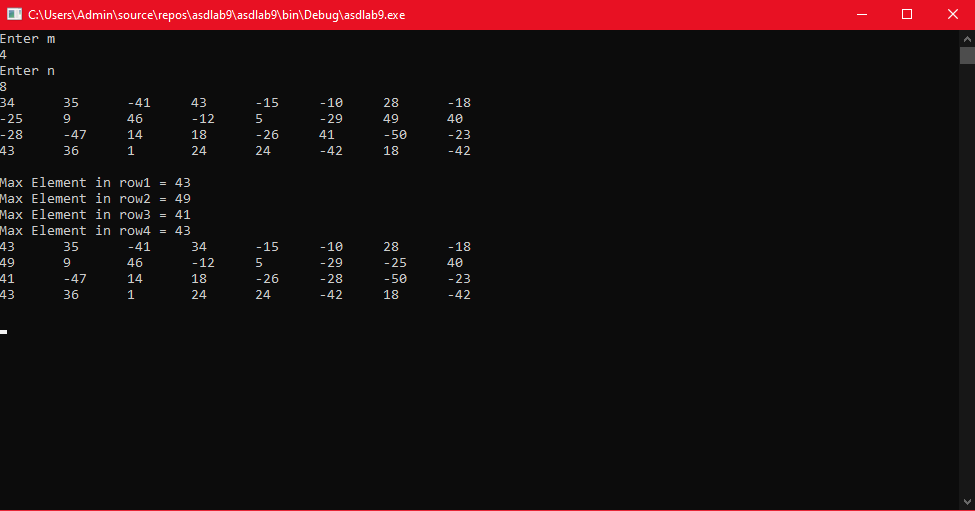 C:\Users\Admin\source\repos\asdlab9\asdlab9\bin\Debug\asdlab9.exe
Enter m
4
Enter n
8
34 35 -41 43 -15 -10 28 -18
-25 9 46 -12 5 -29 49 40
-28 -47 14 18 -26 41 -50 -23
43 36 1 24 24 -42 18 -42
Max Element in row1 = 43
Max Element in row2 = 49
Max Element in row3 = 41
Max Element in row4 = 43
43 35 -41 34 -15 -10 28 -18
49 9 46 -12 5 -29 -25 40
41 -47 14 18 -26 -28 -50 -23
43 36 1 24 24 -42 18 -42